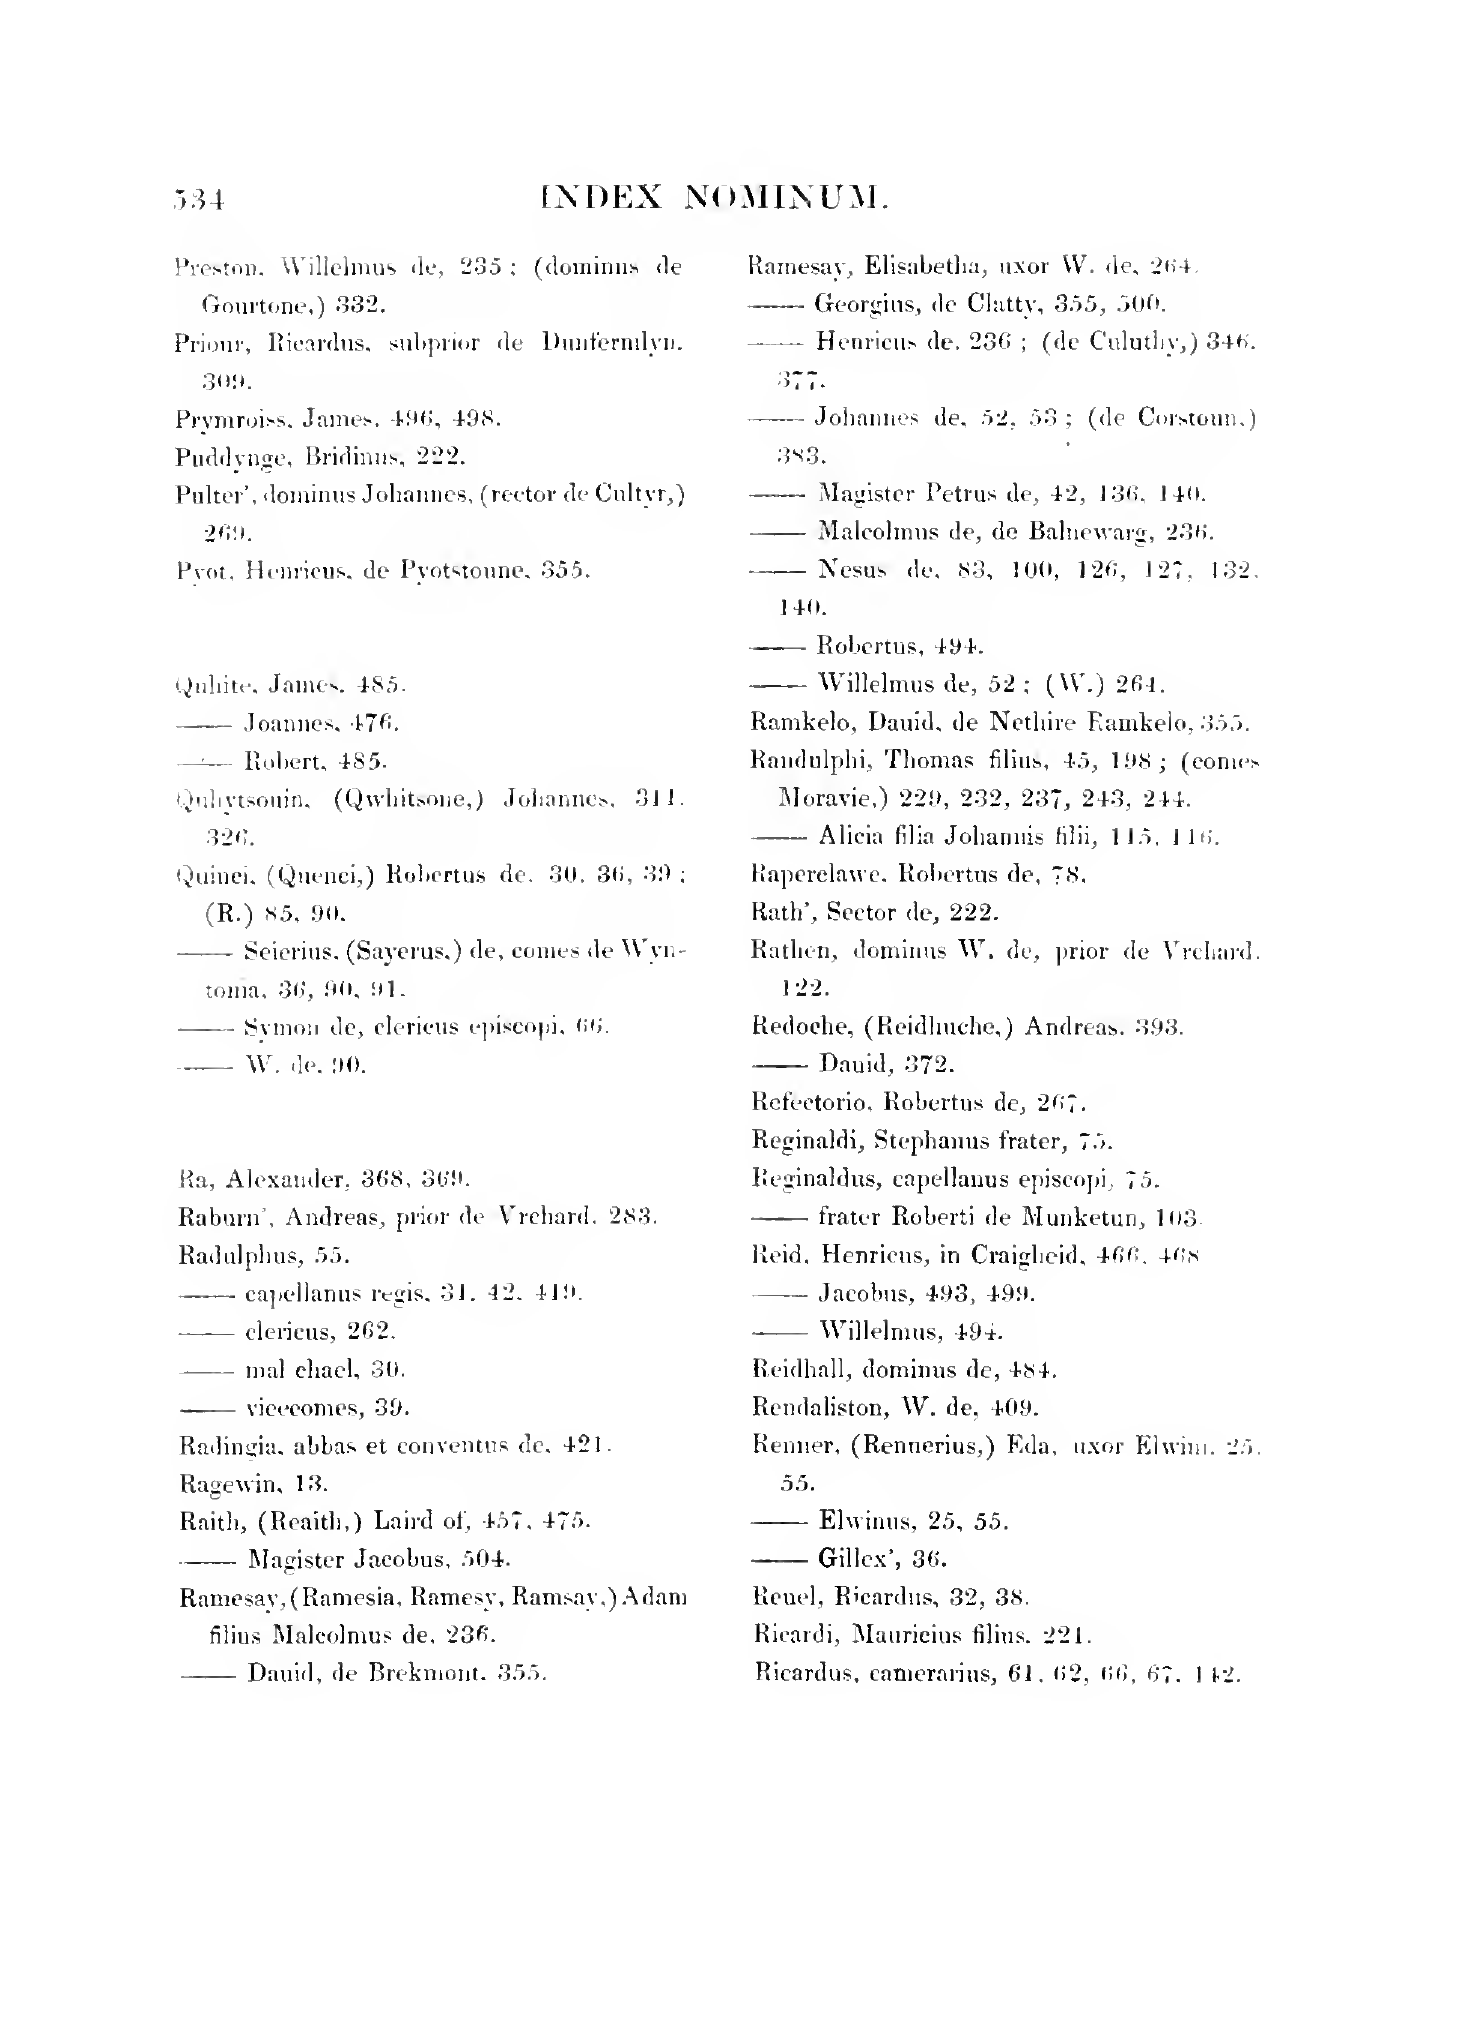 534
INDEX NOMINUM.
Preston, Willelmus de, 235 ; (dominus de
Gourtone,) 332.
Priour, Ricardus, subprior de Dunfermlyn,
309.
Prymroiss, James, 496, 498.
Puddynge, Bridinus, 222.
Pulter’, dominus Johannes, (rector de Cultyr,)
269.
Pyot, Henricus, de Pyotstoune, 355.
Quhite, James, 485.
—— Joannes, 476.
—— Robert, 485.
Quhytsouin, (Qwhitsone,) Johannes, 311,
326.
Quinci, (Quenci,) Robertus de, 30, 36, 39 ;
(R.) 85, 90.
—— Seierius, (Sayerus,) de, comes de Wyn-
tonia, 36, 90, 91.
—— Symon de, clericus episcopi, 66.
—— W. de, 90.
Ra, Alexander, 368, 369.
Raburn’, Andreas, prior de Vrchard, 283.
Radulphus, 55.
—— capellanus regis, 31, 42, 419.
—— clericus, 262.
—— mal chael, 30.
—— vicecomes, 39.
Radingia, abbas et conventus de, 421.
Ragewin, 13.
Raith, (Reaith,) Laird of, 457, 475.
—— Magister Jacobus, 504.
Ramesay, (Ramesia, Ramesy, Ramsay,) Adam
filius Malcolmus de, 236.
—— Dauid, de Brekmont, 355.
Ramesay, Elisabetha, uxor W. de, 264.
—— Georgius, de Clatty, 355, 500.
—— Henricus de, 236 ; (de Culuthy,) 346,
377.
—— Johannes de, 52, 53 ; (de Corstoun,)
383.
—— Magister Petrus de, 42, 136, 140.
—— Malcolmus de, de Balnewarg, 236.
—— Nesus de, 83, 100, 126, 127, 132,
140.
—— Robertus, 494.
—— Willelmus de, 52 ; (W.) 264.
Ramkelo, Dauid, de Nethire Ramkelo, 355.
Randulphi, Thomas filius, 45, 198 ; (comes
Moravie,) 229, 232, 237, 243, 244.
—— Alicia filia Johannis filii, 115, 116.
Raperelawe, Robertus de, 78.
Rath’, Sector de, 222.
Rathen, dominus W. de, prior de Vrchard,
122.
Redoche, (Reidhuche,) Andreas, 393.
—— Dauid, 372.
Refectorio, Robertus de, 267.
Reginaldi, Stephanus frater, 75.
Reginaldus, capellanus episcopi, 75.
—— frater Roberti de Munketun, 103.
Reid, Henricus, in Craigheid, 466, 468
—— Jacobus, 493, 499.
—— Willelmus, 494.
Reidhall, dominus de, 484.
Rendaliston, W. de, 409.
Renner, (Rennerius,) Eda, uxor Elwini, 25,
55.
—— Elwinus, 25, 55.
—— Gillex’, 36.
Reuel, Ricardus, 32, 38.
Ricardi, Mauricius filius, 221.
Ricardus, camerarius, 61, 62, 66, 67, 142.